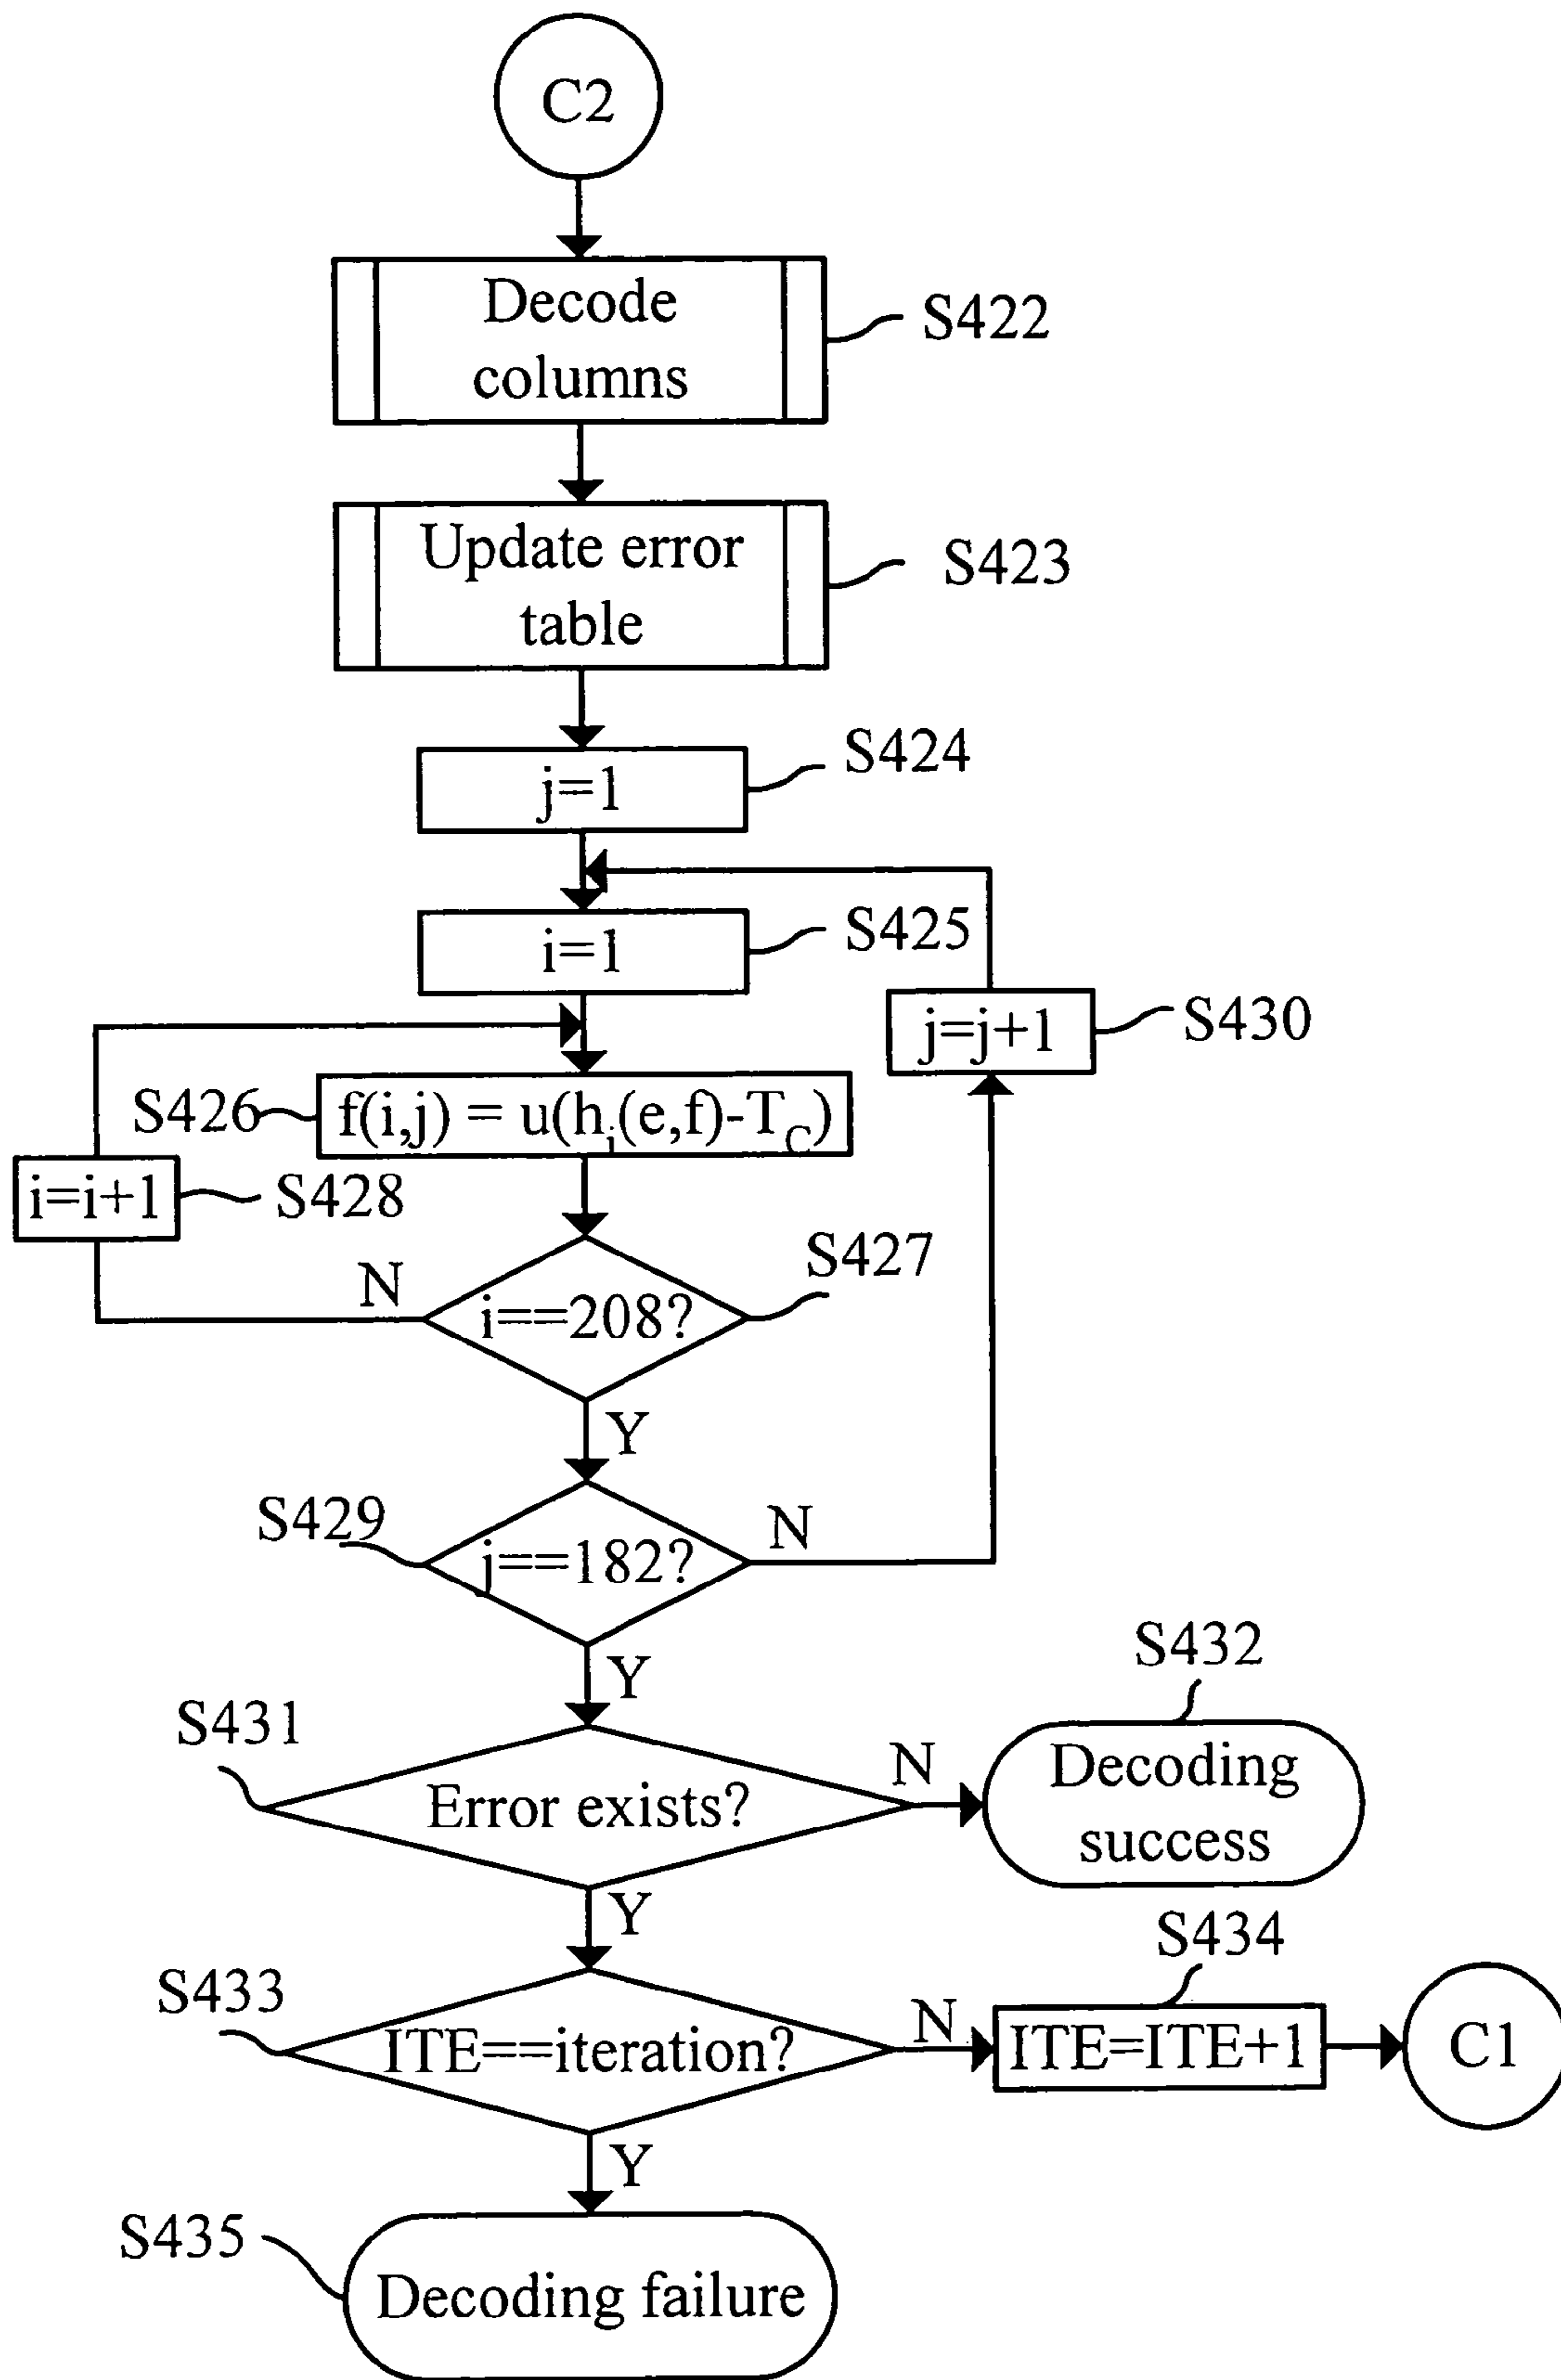 C2
Decode
columns
S422
Update error
table
S423
j=1
S424
i=1
S425
j=j+1
S430
S426
f(i,j) = u(h_i(e,f)-T_C)
i=i+1
S428
S427
N
i==208?
Y
S429
N
j==182?
Y
S432
S431
N
Decoding
success
Error exists?
Y
S434
S433
N
ITE==iteration?
ITE=ITE+1
C1
Y
S435
Decoding failure